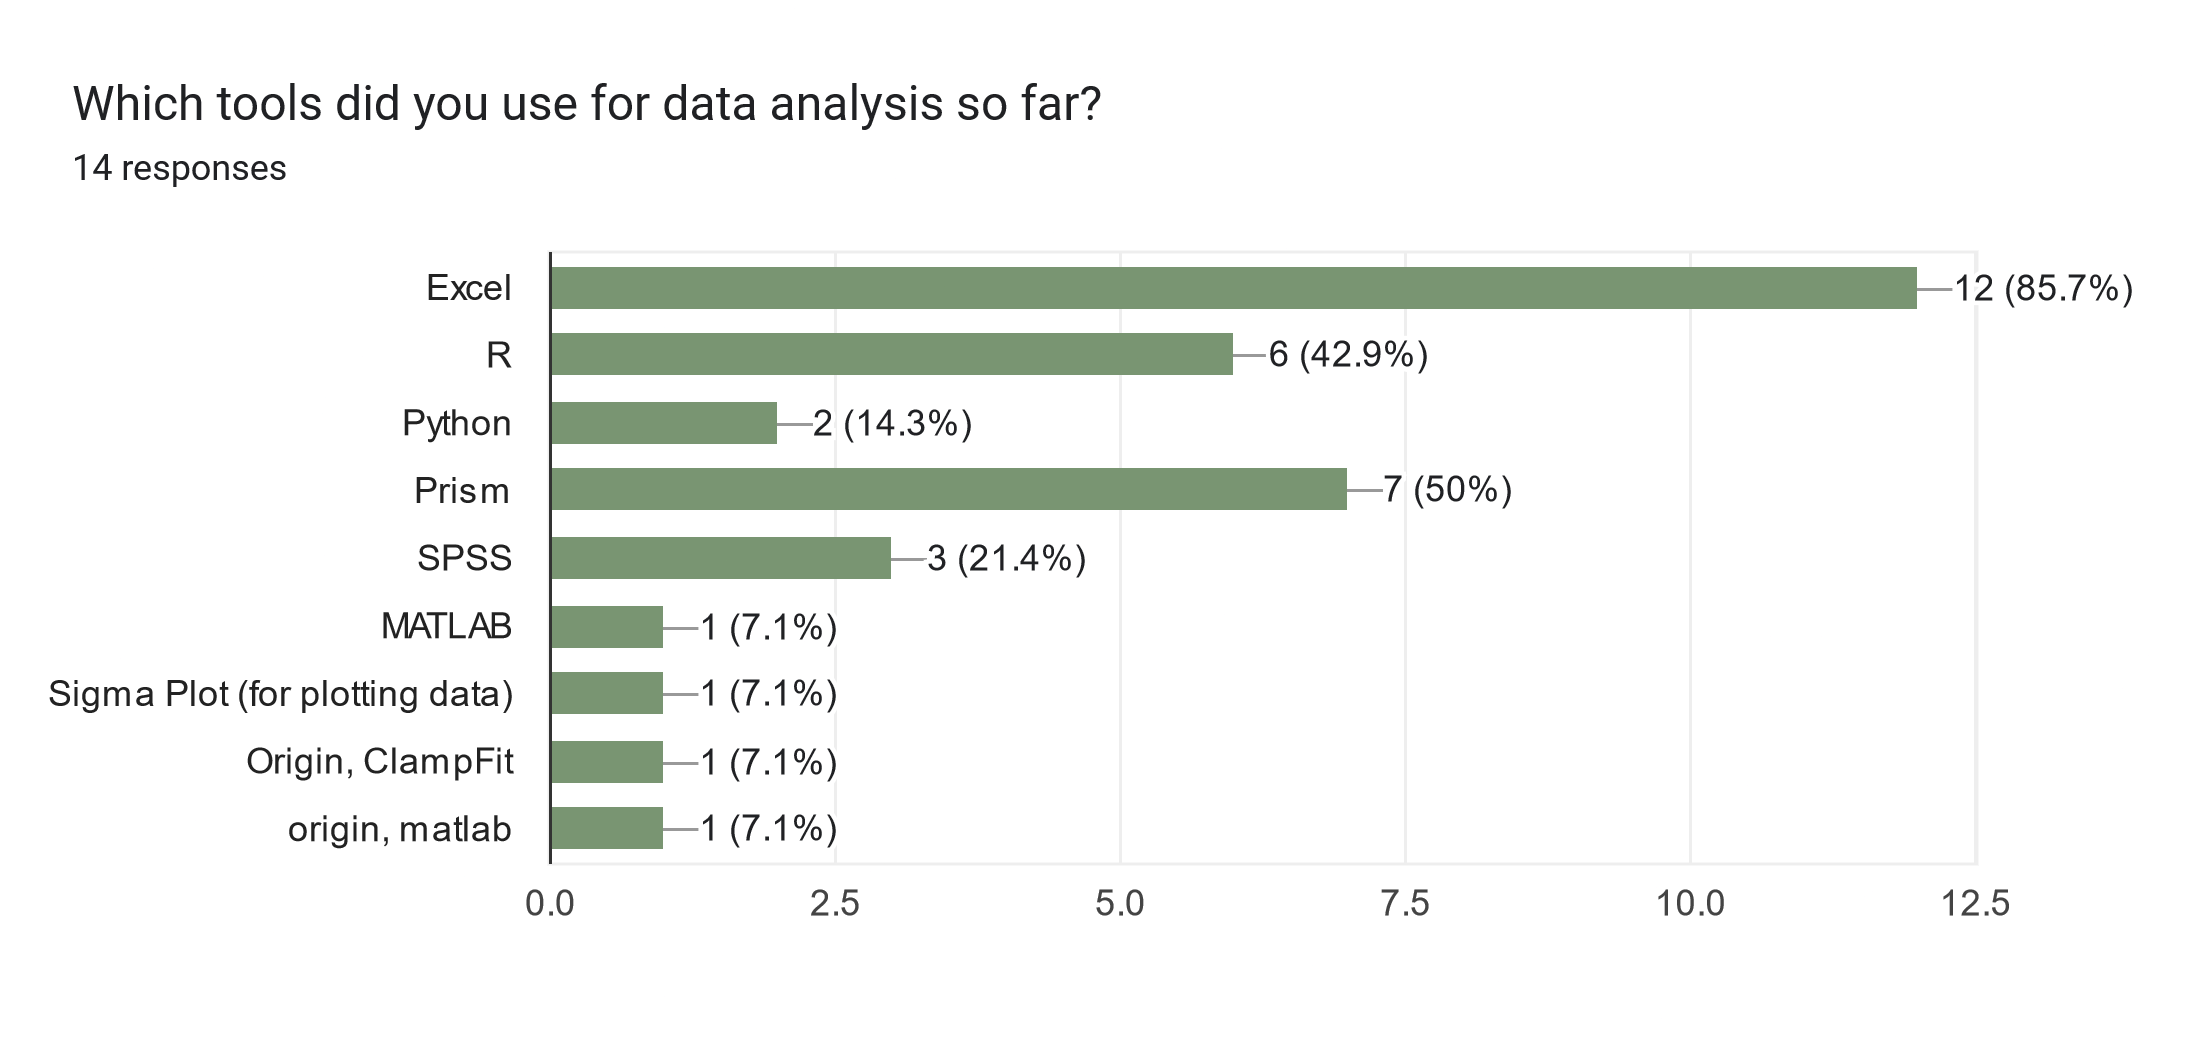 Which tools did you use for data analysis so far?
14 responses
Excel 12 (85.7%)
R 6 (42.9%)
Python 2 (14.3%)
Prism 7 (50%)
SPSS 3 (21.4%)
MATLAB 1 (7.1%)
Sigma Plot (for plotting data) 1 (7.1%)
Origin, ClampFit 1 (7.1%)
origin, matlab 1 (7.1%)
0.0 2.5 5.0 7.5 10.0 12.5